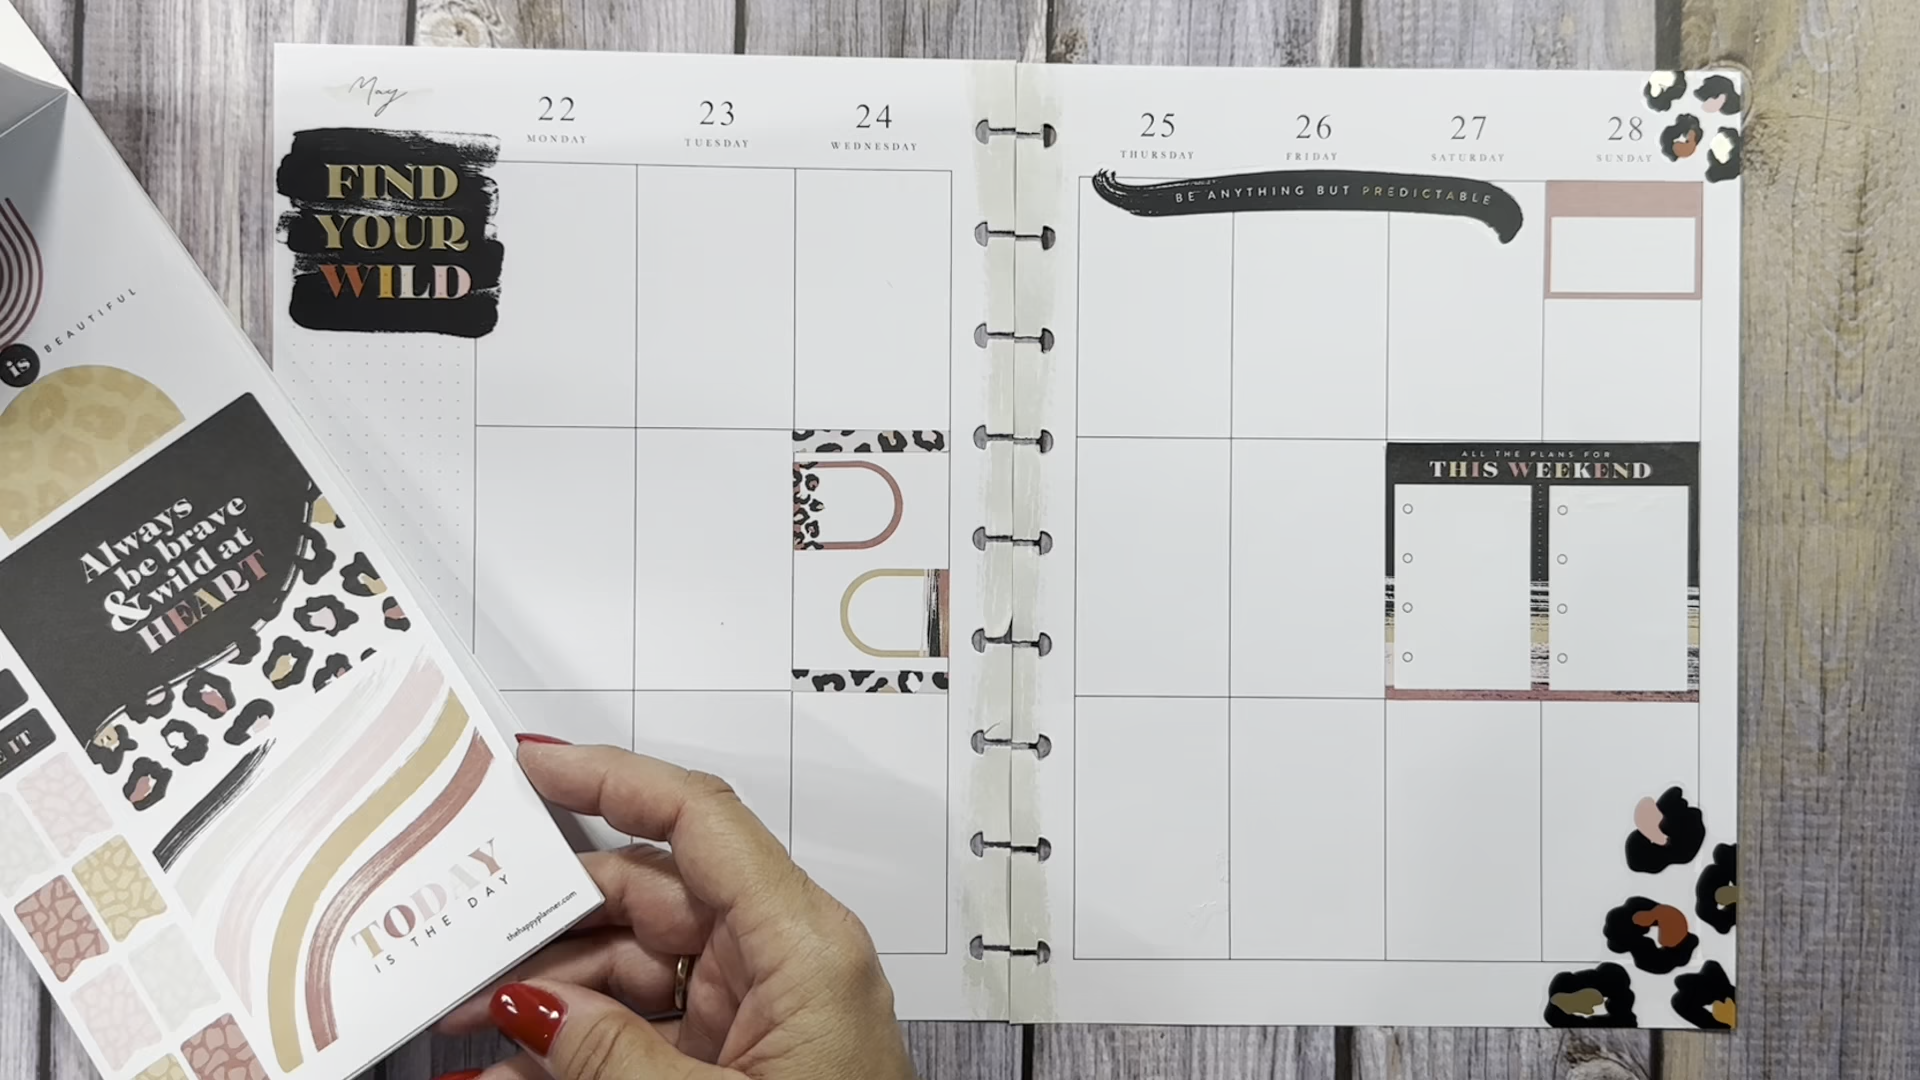 May
22
MONDAY
23
TUESDAY
24
WEDNESDAY
25
THURSDAY
26
FRIDAY
27
SATURDAY
28
SUNDAY
FIND
YOUR
WILD
BE ANYTHING BUT PREDICTABLE
ALL THE PLANS FOR
THIS WEEKEND
is BEAUTIFUL
Always
be brave
& wild at
HEART
IT
TODAY
IS THE DAY
thehappyplanner.com